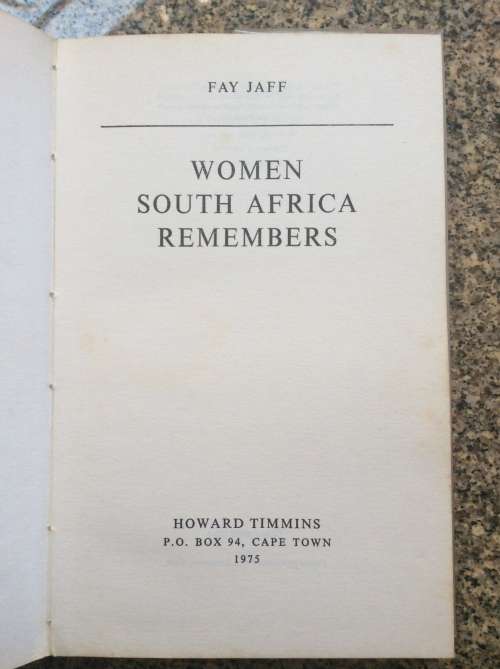 FAY JAFF
WOMEN
SOUTH AFRICA
REMEMBERS
HOWARD TIMMINS
P.O. BOX 94, CAPE TOWN
1975